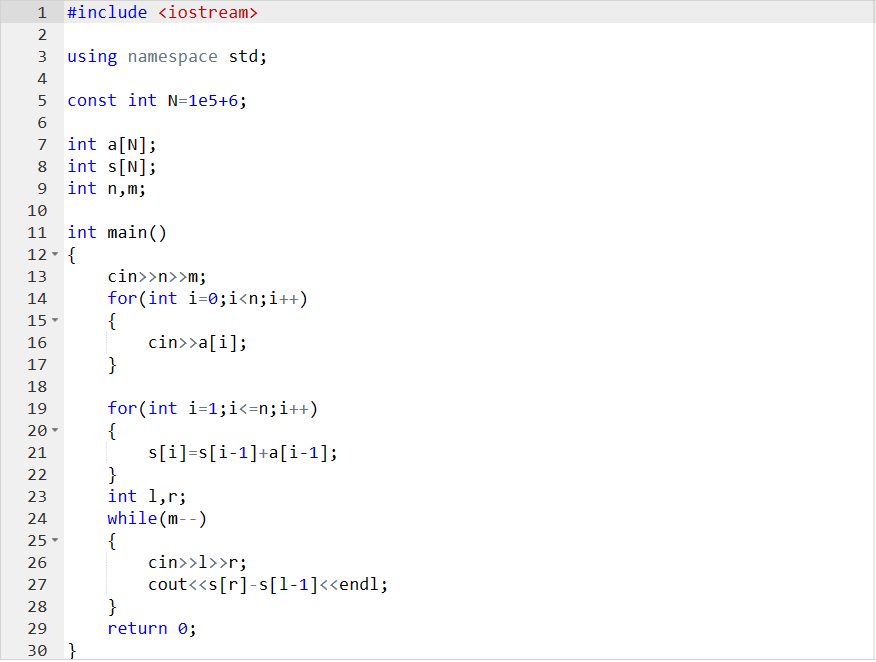 1 #include <iostream>
2
3 using namespace std;
4
5 const int N=1e5+6;
6
7 int a[N];
8 int s[N];
9 int n,m;
10
11 int main()
12 {
13     cin>>n>>m;
14     for(int i=0;i<n;i++)
15     {
16         cin>>a[i];
17     }
18
19     for(int i=1;i<=n;i++)
20     {
21         s[i]=s[i-1]+a[i-1];
22     }
23     int l,r;
24     while(m--)
25     {
26         cin>>l>>r;
27         cout<<s[r]-s[l-1]<<endl;
28     }
29     return 0;
30 }